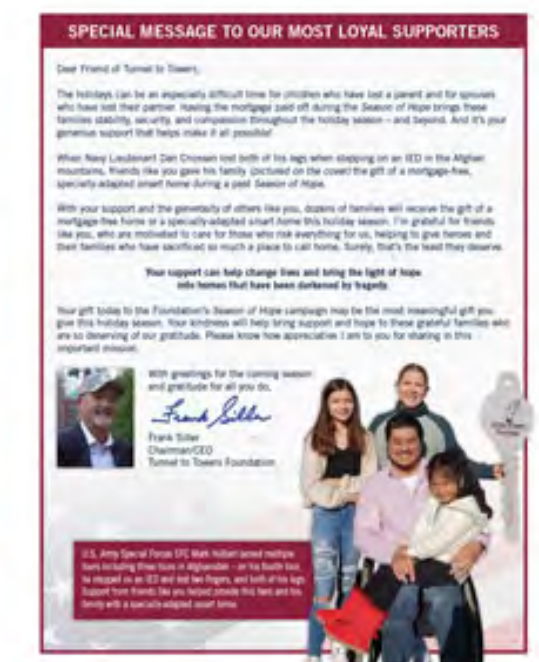 SPECIAL MESSAGE TO OUR MOST LOYAL SUPPORTERS
Dear Friend of Tunnel to Towers,
The holidays can be an especially difficult time for children who have lost a parent and for spouses
who have lost their partner. Having the mortgage paid off during the Season of Hope brings these
families stability, security, and compassion throughout the holiday season – and beyond. And it's your
generous support that helps make it all possible!
When Navy Lieutenant Dan Cnossen lost both of his legs when stepping on an IED in the Afghan
mountains, friends like you gave his family (pictured on the cover) the gift of a mortgage-free,
specially-adapted smart home during a past Season of Hope.
With your support and the generosity of others like you, dozens of families will receive the gift of a
mortgage-free home or a specially-adapted smart home this holiday season. I'm grateful for friends
like you, who are motivated to care for those who risk everything for us, helping to give heroes and
their families who have sacrificed so much a place to call home. Surely, that's the least they deserve.
Your support can help change lives and bring the light of hope
into homes that have been darkened by tragedy.
Your gift today to the Foundation's Season of Hope campaign may be the most meaningful gift you
give this holiday season. Your kindness will help bring support and hope to these grateful families who
are so deserving of our gratitude. Please know how appreciative I am to you for sharing in this
important mission.
With greetings for the coming season
and gratitude for all you do,
Frank Siller
Frank Siller
Chairman/CEO
Tunnel to Towers Foundation
U.S. Army Special Forces SFC Mark Holbert served multiple
tours including three tours in Afghanistan – on his fourth tour,
he stepped on an IED and lost two fingers, and both of his legs.
Support from friends like you helped provide this hero and his
family with a specially-adapted smart home.